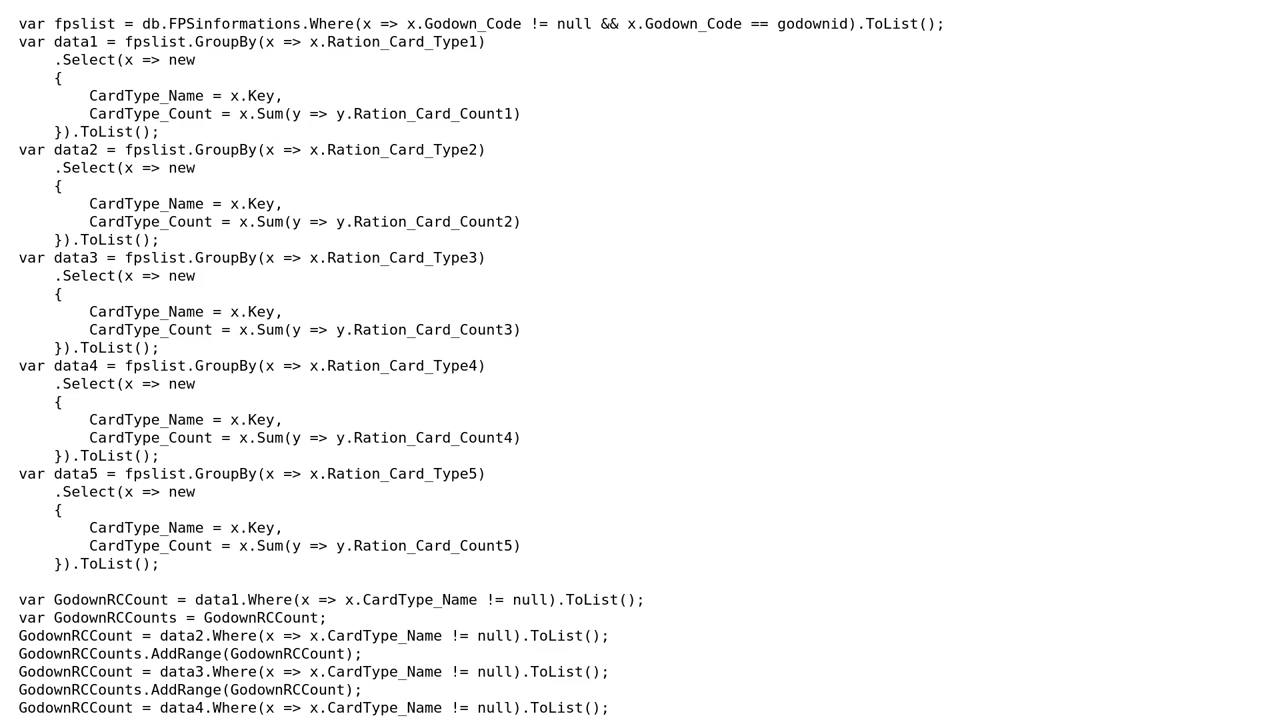 var fpslist = db.FPSinformations.Where(x => x.Godown_Code != null && x.Godown_Code == godownid).ToList();
var data1 = fpslist.GroupBy(x => x.Ration_Card_Type1)
    .Select(x => new
    {
        CardType_Name = x.Key,
        CardType_Count = x.Sum(y => y.Ration_Card_Count1)
    }).ToList();
var data2 = fpslist.GroupBy(x => x.Ration_Card_Type2)
    .Select(x => new
    {
        CardType_Name = x.Key,
        CardType_Count = x.Sum(y => y.Ration_Card_Count2)
    }).ToList();
var data3 = fpslist.GroupBy(x => x.Ration_Card_Type3)
    .Select(x => new
    {
        CardType_Name = x.Key,
        CardType_Count = x.Sum(y => y.Ration_Card_Count3)
    }).ToList();
var data4 = fpslist.GroupBy(x => x.Ration_Card_Type4)
    .Select(x => new
    {
        CardType_Name = x.Key,
        CardType_Count = x.Sum(y => y.Ration_Card_Count4)
    }).ToList();
var data5 = fpslist.GroupBy(x => x.Ration_Card_Type5)
    .Select(x => new
    {
        CardType_Name = x.Key,
        CardType_Count = x.Sum(y => y.Ration_Card_Count5)
    }).ToList();

var GodownRCCount = data1.Where(x => x.CardType_Name != null).ToList();
var GodownRCCounts = GodownRCCount;
GodownRCCount = data2.Where(x => x.CardType_Name != null).ToList();
GodownRCCounts.AddRange(GodownRCCount);
GodownRCCount = data3.Where(x => x.CardType_Name != null).ToList();
GodownRCCounts.AddRange(GodownRCCount);
GodownRCCount = data4.Where(x => x.CardType_Name != null).ToList();